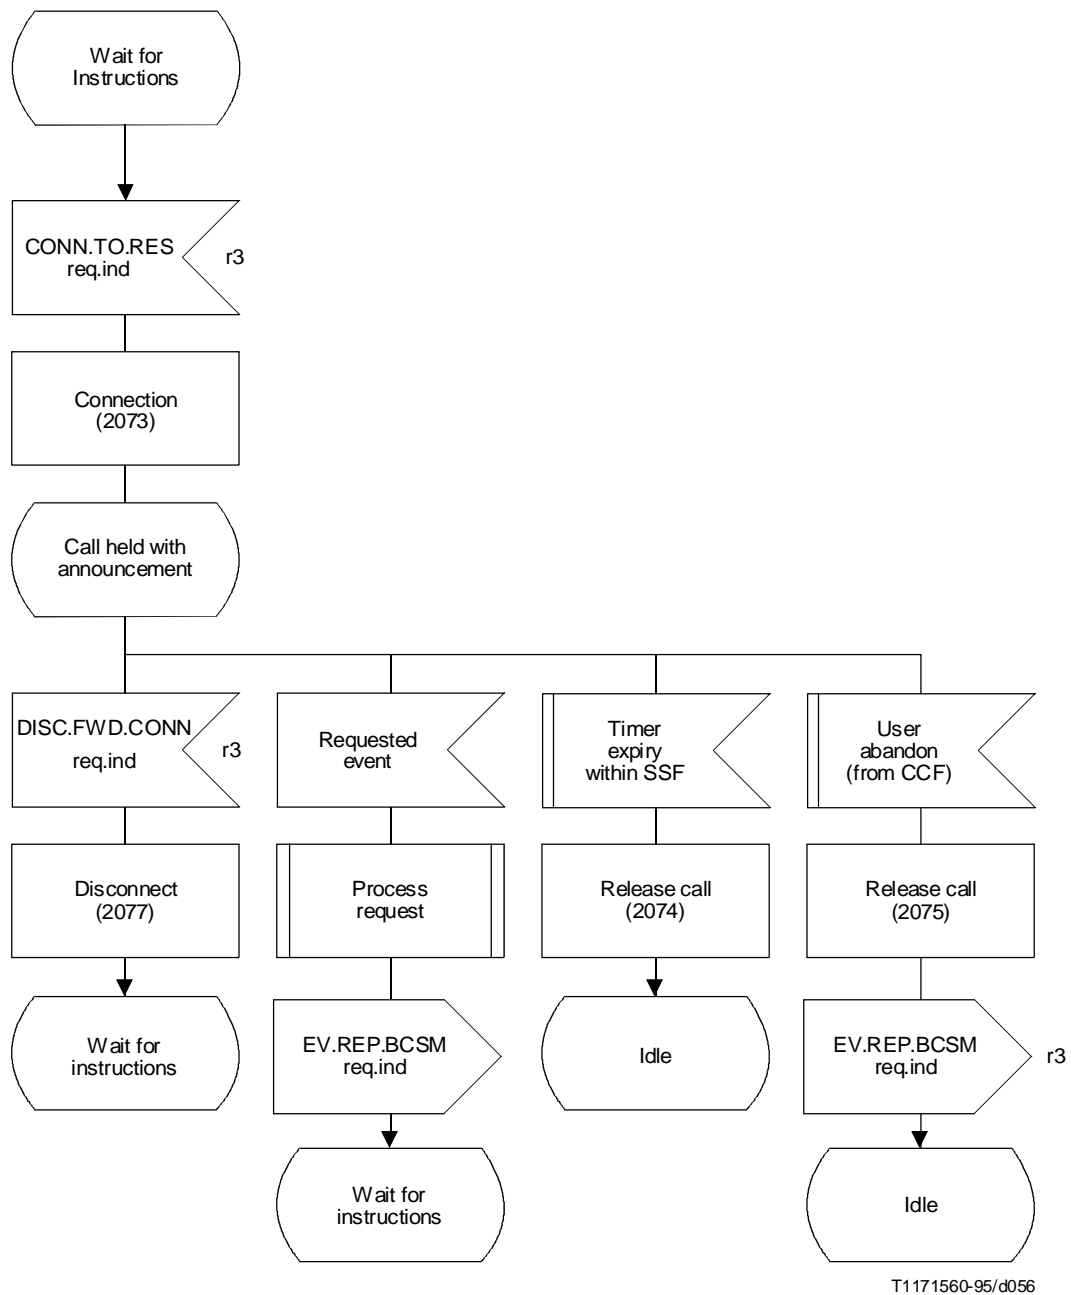 Wait for
Instructions
CONN.TO.RES
req.ind
r3
Connection
(2073)
Call held with
announcement
DISC.FWD.CONN
req.ind
r3
Requested
event
Timer
expiry
within SSF
User
abandon
(from CCF)
Disconnect
(2077)
Process
request
Release call
(2074)
Release call
(2075)
Wait for
instructions
EV.REP.BCSM
req.ind
Idle
EV.REP.BCSM
req.ind
r3
Wait for
instructions
Idle
T1171560-95/d056